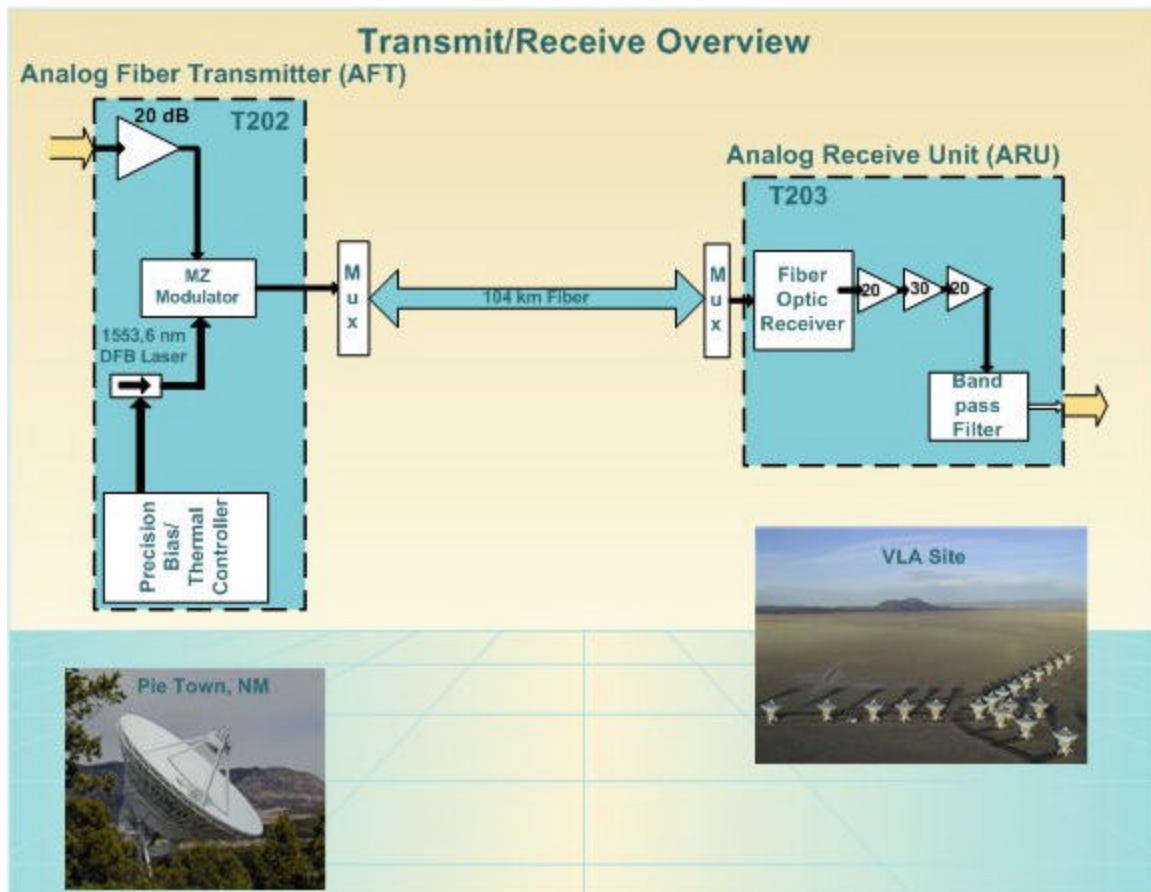 Transmit/Receive Overview
Analog Fiber Transmitter (AFT)
20 dB
T202
MZ
Modulator
1553,6 nm
DFB Laser
Precision
Bias/
Thermal
Controller
M
u
x
104 km Fiber
M
u
x
Analog Receive Unit (ARU)
T203
Fiber
Optic
Receiver
20
30
20
Band
pass
Filter
Pie Town, NM
VLA Site